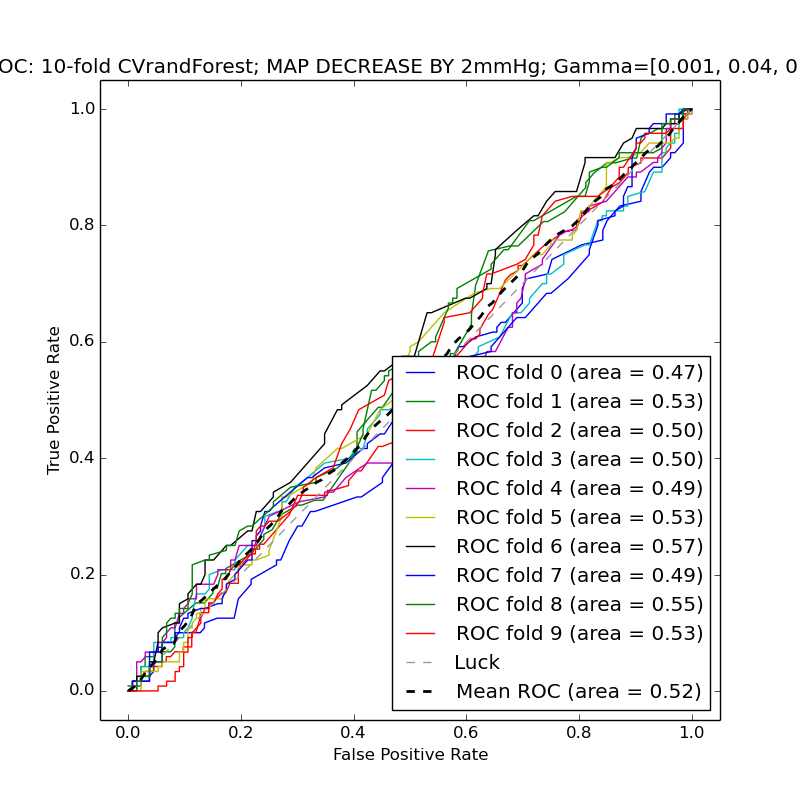 OC: 10-fold CVrandForest; MAP DECREASE BY 2mmHg; Gamma=[0.001, 0.04, 0
1.0
0.8
0.6
0.4
0.2
0.0
True Positive Rate
ROC fold 0 (area = 0.47)
ROC fold 1 (area = 0.53)
ROC fold 2 (area = 0.50)
ROC fold 3 (area = 0.50)
ROC fold 4 (area = 0.49)
ROC fold 5 (area = 0.53)
ROC fold 6 (area = 0.57)
ROC fold 7 (area = 0.49)
ROC fold 8 (area = 0.55)
ROC fold 9 (area = 0.53)
Luck
Mean ROC (area = 0.52)
0.0 0.2 0.4 0.6 0.8 1.0
False Positive Rate